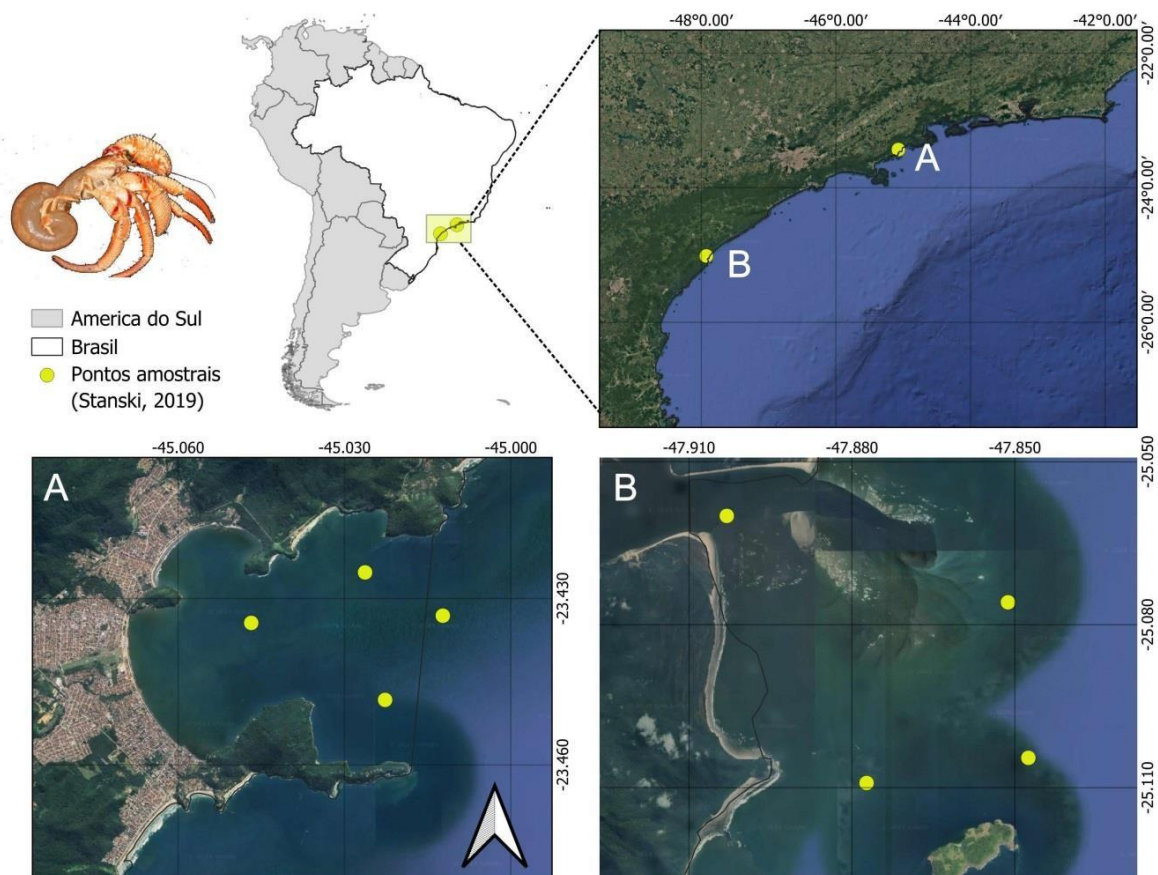 -48°0.00′ -46°0.00′ -44°0.00′ -42°0.00′
-22°0.00′
A
-24°0.00′
B
-26°0.00′
America do Sul
Brasil
Pontos amostrais
(Stanski, 2019)
-45.060 -45.030 -45.000
A
-23.430
-23.460
-47.910 -47.880 -47.850
B
-25.050
-25.080
-25.110